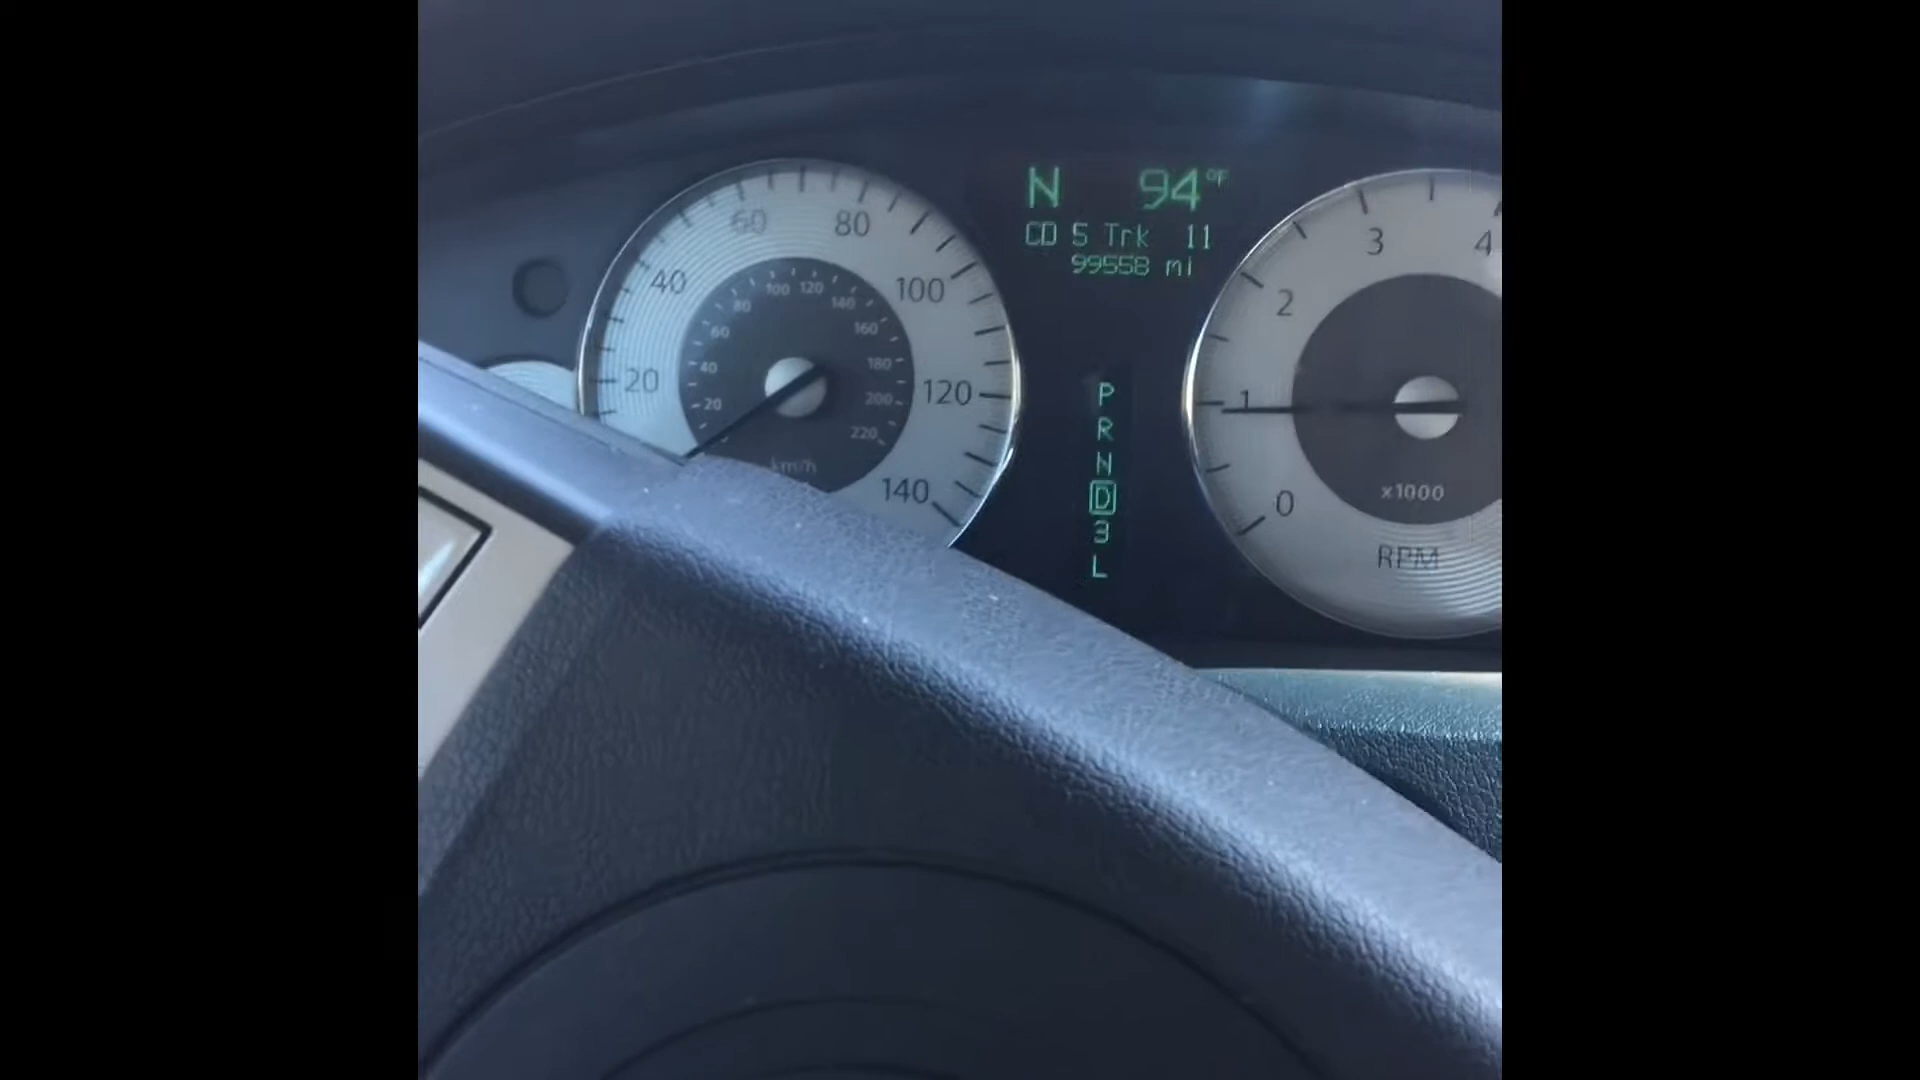 N 94°F
CD 5 Trk 11
99558 mi
20 40 60 80 100 120 140
20 40 60 80 100 120 140 160 180 200 220
km/h
P
R
N
D
3
L
0 1 2 3 4
x1000
RPM